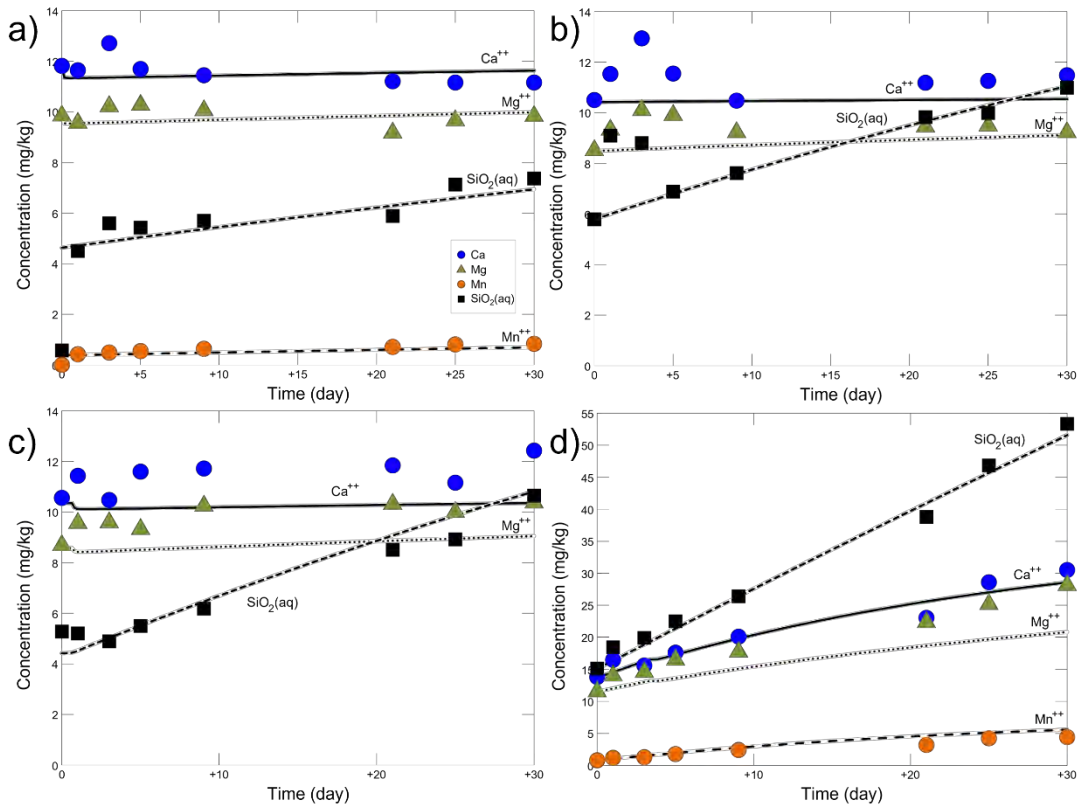 a)
14
12
10
8
6
4
2
0
Concentration (mg/kg)
Ca++
Mg++
SiO2(aq)
Ca
Mg
Mn
SiO2(aq)
Mn++
0
+5
+10
+15
+20
+25
+30
Time (day)
b)
14
12
10
8
6
4
2
0
Concentration (mg/kg)
Ca++
SiO2(aq)
Mg++
0
+5
+10
+15
+20
+25
+30
Time (day)
c)
14
12
10
8
6
4
2
0
Concentration (mg/kg)
Ca++
Mg++
SiO2(aq)
0
+10
+20
+30
Time (day)
d)
55
50
45
40
35
30
25
20
15
10
5
0
Concentration (mg/kg)
SiO2(aq)
Ca++
Mg++
Mn++
0
+10
+20
+30
Time (day)